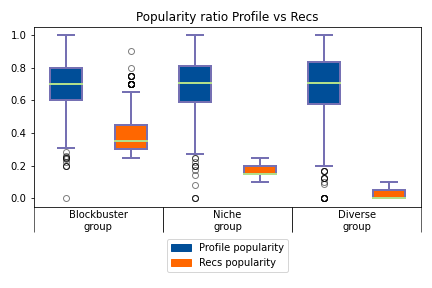 Popularity ratio Profile vs Recs
1.0
0.8
0.6
0.4
0.2
0.0
Blockbuster
group
Niche
group
Diverse
group
Profile popularity
Recs popularity